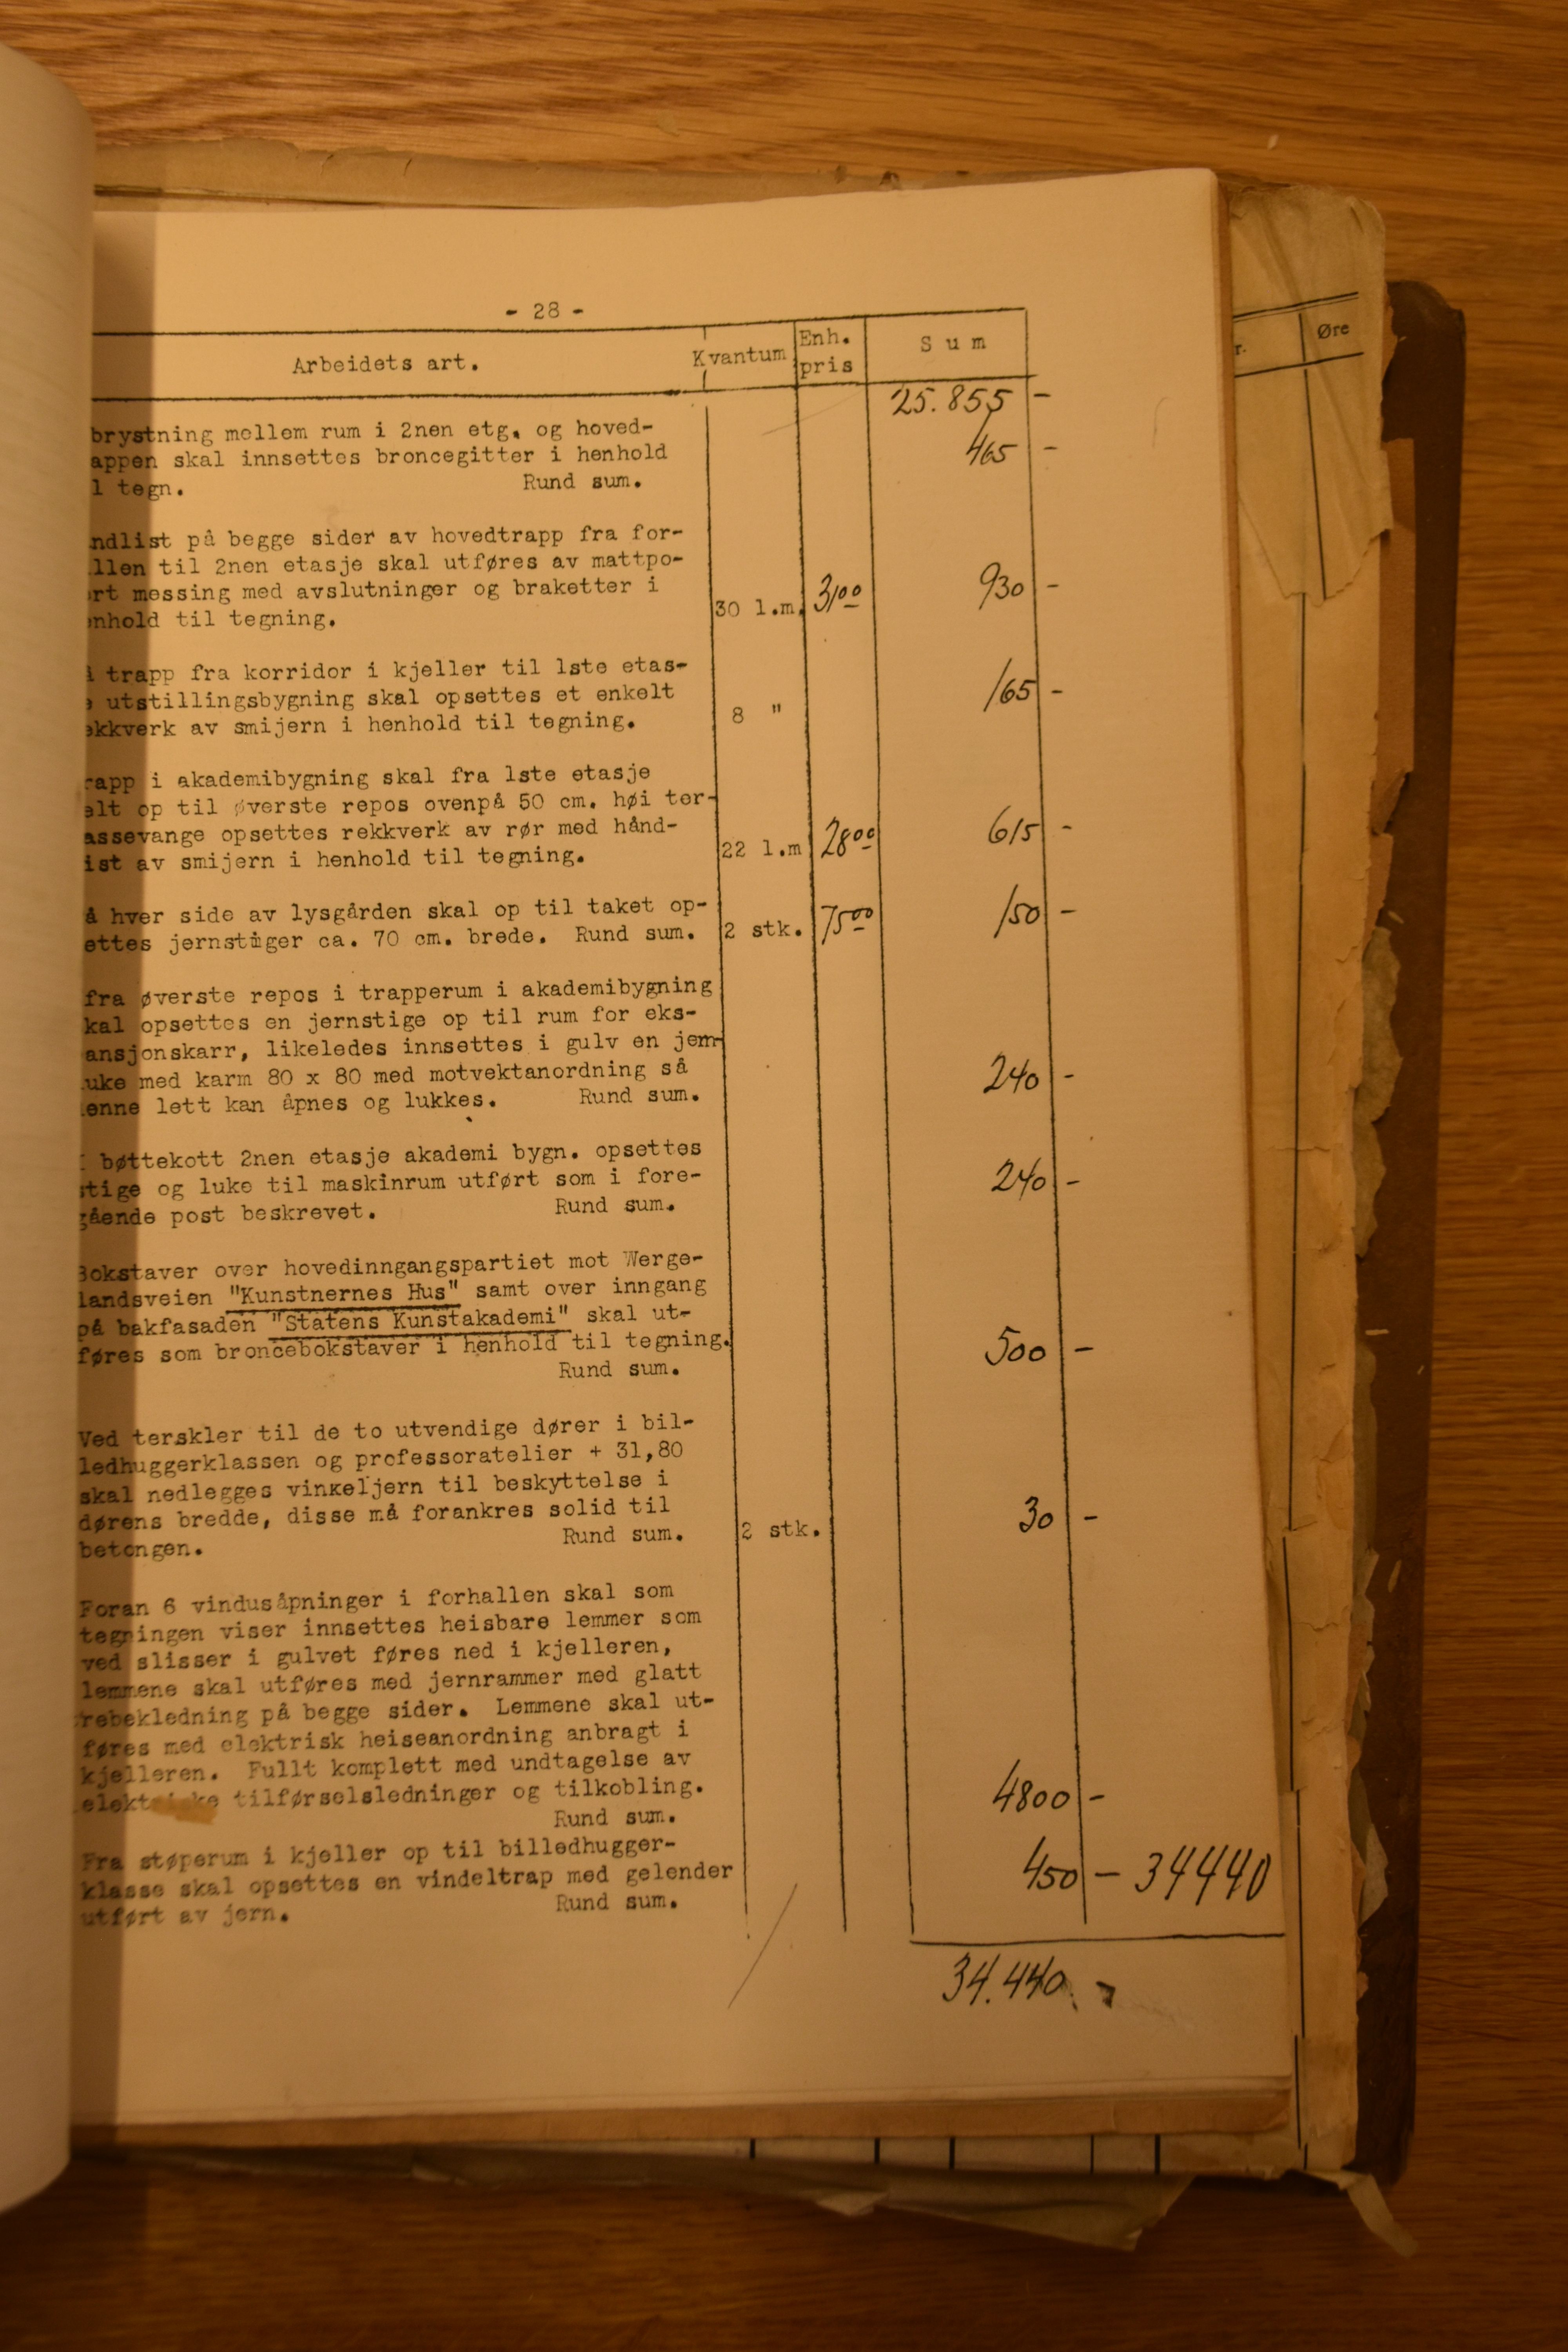 - 28 -
Arbeidets art. Kvantum Enh. pris Sum
r. Øre
25.855 -
brystning mellem rum i 2nen etg. og hoved-
appen skal innsettes broncegitter i henhold 465 -
l tegn. Rund sum.
ndlist på begge sider av hovedtrapp fra for-
llen til 2nen etasje skal utføres av mattpo-
rt messing med avslutninger og braketter i
nhold til tegning. 30 l.m. 31 00 930 -
trapp fra korridor i kjeller til 1ste etas-
utstillingsbygning skal opsettes et enkelt
ekkverk av smijern i henhold til tegning. 8 " 165 -
rapp i akademibygning skal fra 1ste etasje
elt op til øverste repos ovenpå 50 cm. høi ter-
assevange opsettes rekkverk av rør med hånd-
ist av smijern i henhold til tegning. 22 l.m 28 00 615 -
å hver side av lysgården skal op til taket op-
ettes jernstiger ca. 70 cm. brede. Rund sum. 2 stk. 75 00 150 -
fra øverste repos i trapperum i akademibygning
kal opsettes en jernstige op til rum for eks-
ansjonskarr, likeledes innsettes i gulv en jern-
uke med karm 80 x 80 med motvektanordning så
enne lett kan åpnes og lukkes. Rund sum. 240 -
I bøttekott 2nen etasje akademi bygn. opsettes
stige og luke til maskinrum utført som i fore-
gående post beskrevet. Rund sum. 240 -
Bokstaver over hovedinngangspartiet mot Werge-
landsveien "Kunstnernes Hus" samt over inngang
på bakfasaden "Statens Kunstakademi" skal ut-
føres som broncebokstaver i henhold til tegning.
Rund sum. 500 -
Ved terskler til de to utvendige dører i bil-
ledhuggerklassen og professoratelier + 31,80
skal nedlegges vinkeljern til beskyttelse i
dørens bredde, disse må forankres solid til
betongen. Rund sum. 2 stk. 30 -
Foran 6 vindusåpninger i forhallen skal som
tegningen viser innsettes heisbare lemmer som
ved slisser i gulvet føres ned i kjelleren,
lemmene skal utføres med jernrammer med glatt
rebekledning på begge sider. Lemmene skal ut-
føres med elektrisk heiseanordning anbragt i
kjelleren. Fullt komplett med undtagelse av
elektriske tilførselsledninger og tilkobling.
Rund sum. 4800 -
Fra støperum i kjeller op til billedhugger-
klasse skal opsettes en vindeltrap med gelender
utført av jern. Rund sum. 450 - 34440
34.440. -